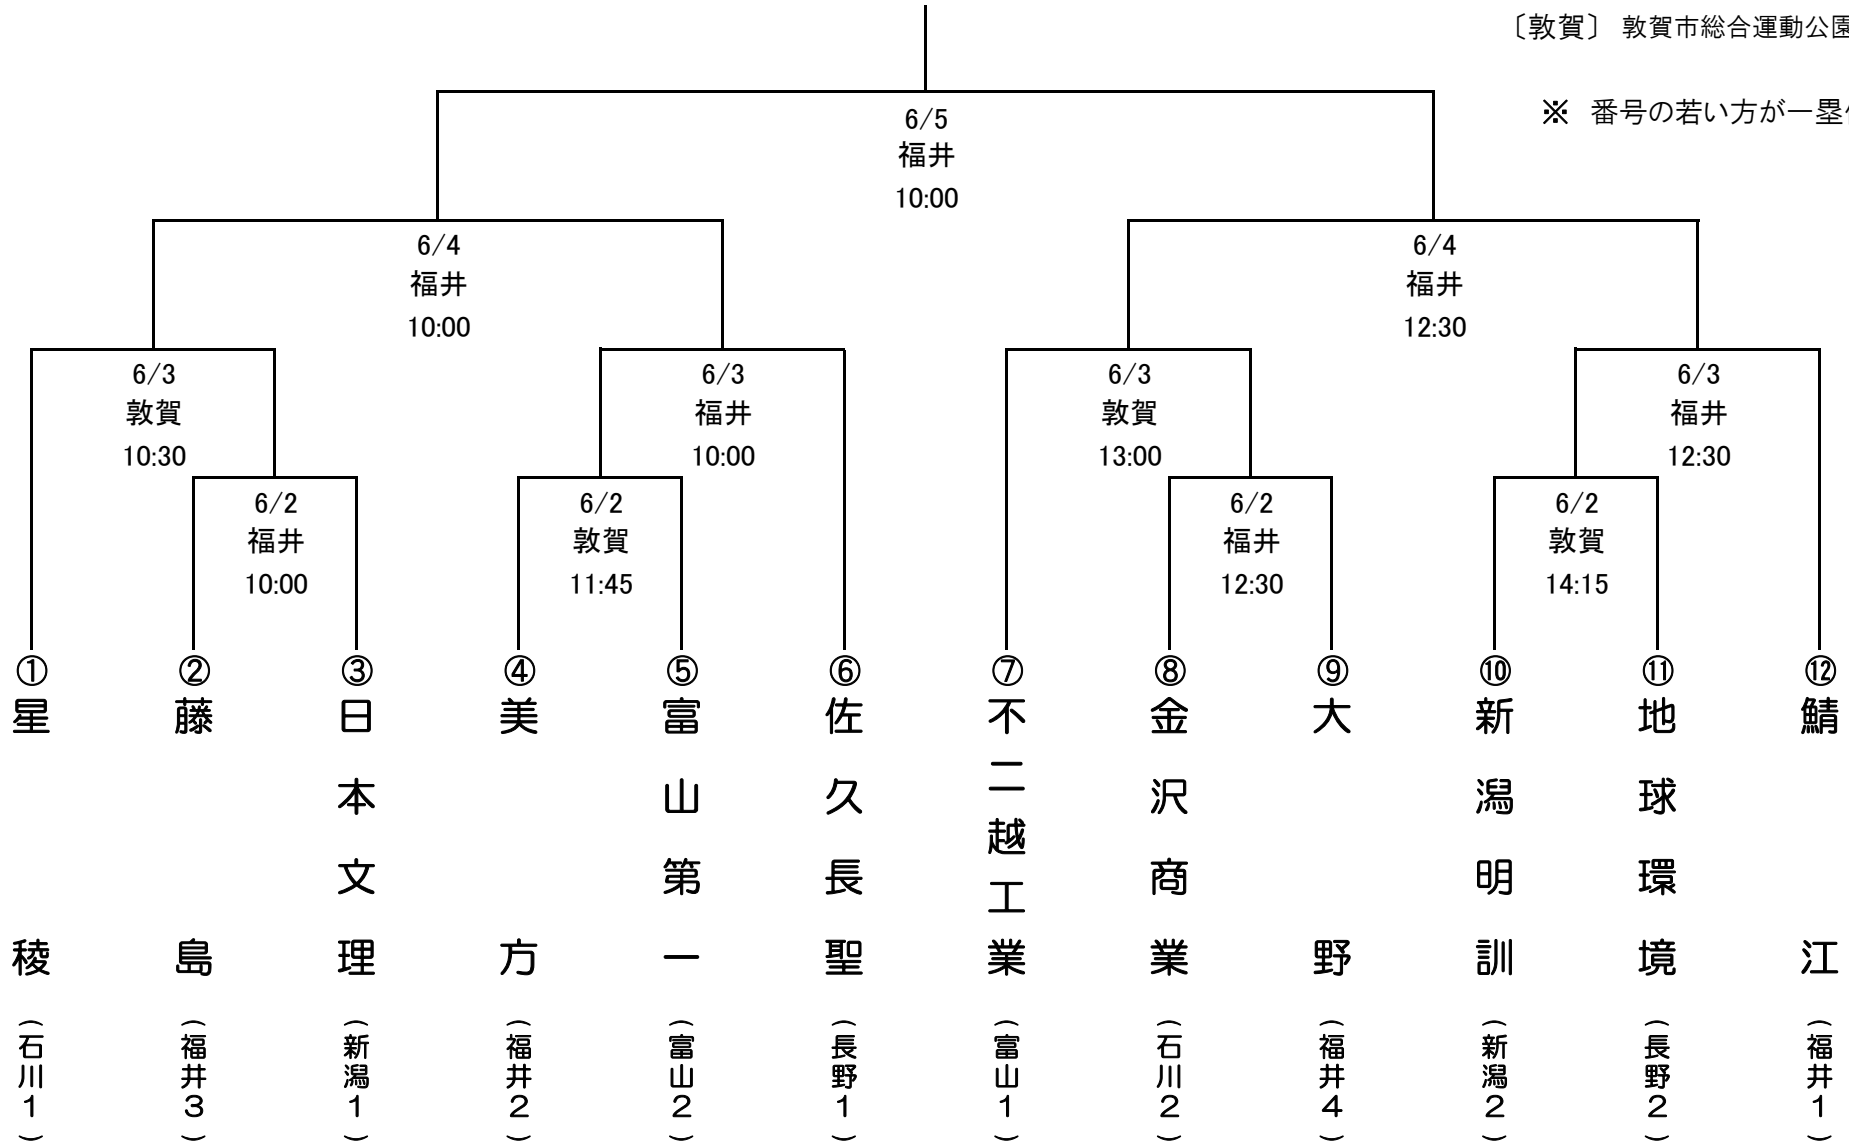 〔敦賀〕 敦賀市総合運動公園
※ 番号の若い方が一塁
6/5
福井
10:00
6/4
福井
10:00
6/4
福井
12:30
6/3
敦賀
10:30
6/3
福井
10:00
6/3
敦賀
13:00
6/3
福井
12:30
6/2
福井
10:00
6/2
敦賀
11:45
6/2
福井
12:30
6/2
敦賀
14:15
①星稜(石川1)
②藤島(福井3)
③日本文理(新潟1)
④美方(福井2)
⑤富山第一(富山2)
⑥佐久長聖(長野1)
⑦不二越工業(富山1)
⑧金沢商業(石川2)
⑨大野(福井4)
⑩新潟明訓(新潟2)
⑪地球環境(長野2)
⑫鯖江(福井1)